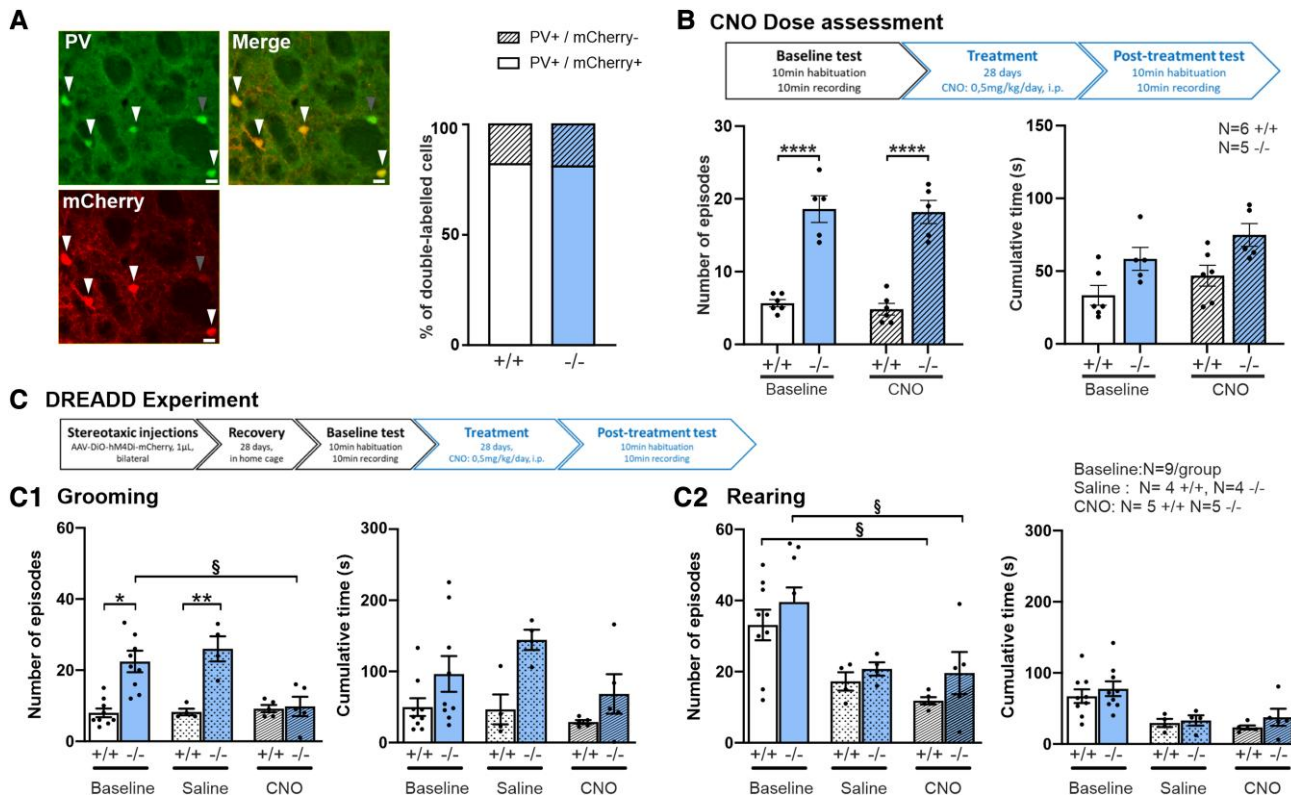 A
PV
Merge
mCherry
PV+ / mCherry-
PV+ / mCherry+
% of double-labelled cells
100
50
0
+/+ -/-
B CNO Dose assessment
Baseline test
10min habituation
10min recording
Treatment
28 days
CNO: 0,5mg/kg/day, i.p.
Post-treatment test
10min habituation
10min recording
Number of episodes
30
20
10
0
**** ****
+/+ -/- +/+ -/-
Baseline CNO
Cumulative time (s)
150
100
50
0
N=6 +/+
N=5 -/-
+/+ -/- +/+ -/-
Baseline CNO
C DREADD Experiment
Stereotaxic injections
AAV-DiO-hM4Di-mCherry, 1µL,
bilateral
Recovery
28 days,
in home cage
Baseline test
10min habituation
10min recording
Treatment
28 days,
CNO: 0,5mg/kg/day, i.p.
Post-treatment test
10min habituation
10min recording
C1 Grooming
Number of episodes
60
40
20
0
§
* **
+/+ -/- +/+ -/- +/+ -/-
Baseline Saline CNO
Cumulative time (s)
300
200
100
0
+/+ -/- +/+ -/- +/+ -/-
Baseline Saline CNO
C2 Rearing
Baseline:N=9/group
Saline : N= 4 +/+, N=4 -/-
CNO: N= 5 +/+ N=5 -/-
Number of episodes
60
40
20
0
§
§
+/+ -/- +/+ -/- +/+ -/-
Baseline Saline CNO
Cumulative time (s)
300
200
100
0
+/+ -/- +/+ -/- +/+ -/-
Baseline Saline CNO